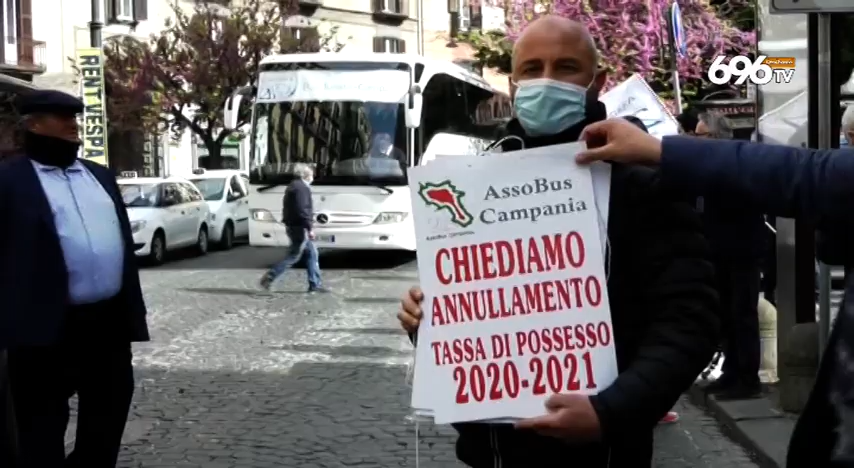 696
TV
RENT VESPA
AssoBus
Campania
CHIEDIAMO
ANNULLAMENTO
TASSA DI POSSESSO
2020-2021